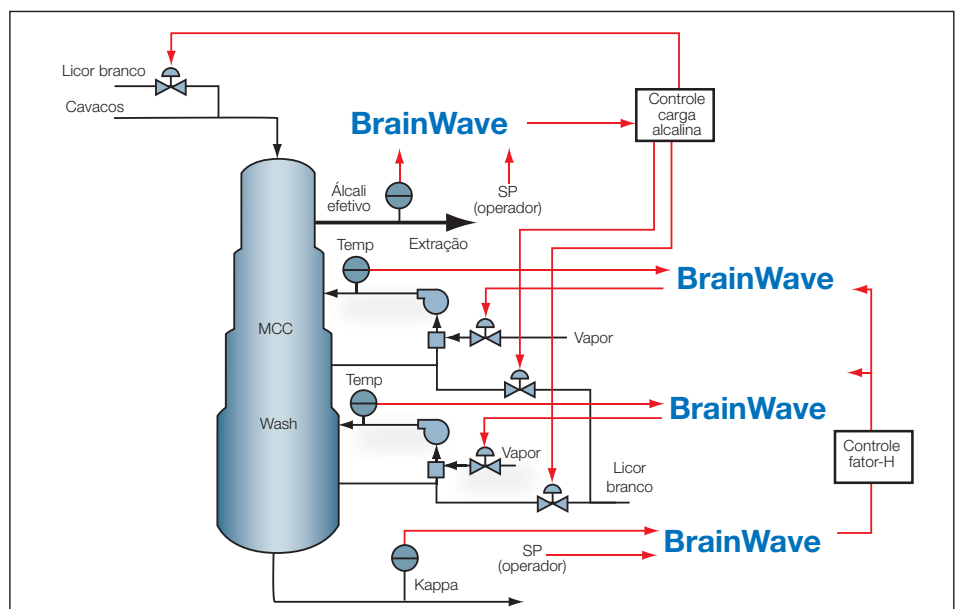 Licor branco
Cavacos
BrainWave
Controle
carga
alcalina
Álcali
efetivo
SP
(operador)
Extração
Temp
BrainWave
MCC
Vapor
Temp
BrainWave
Wash
Vapor
Controle
fator-H
Licor
branco
BrainWave
SP
(operador)
Kappa